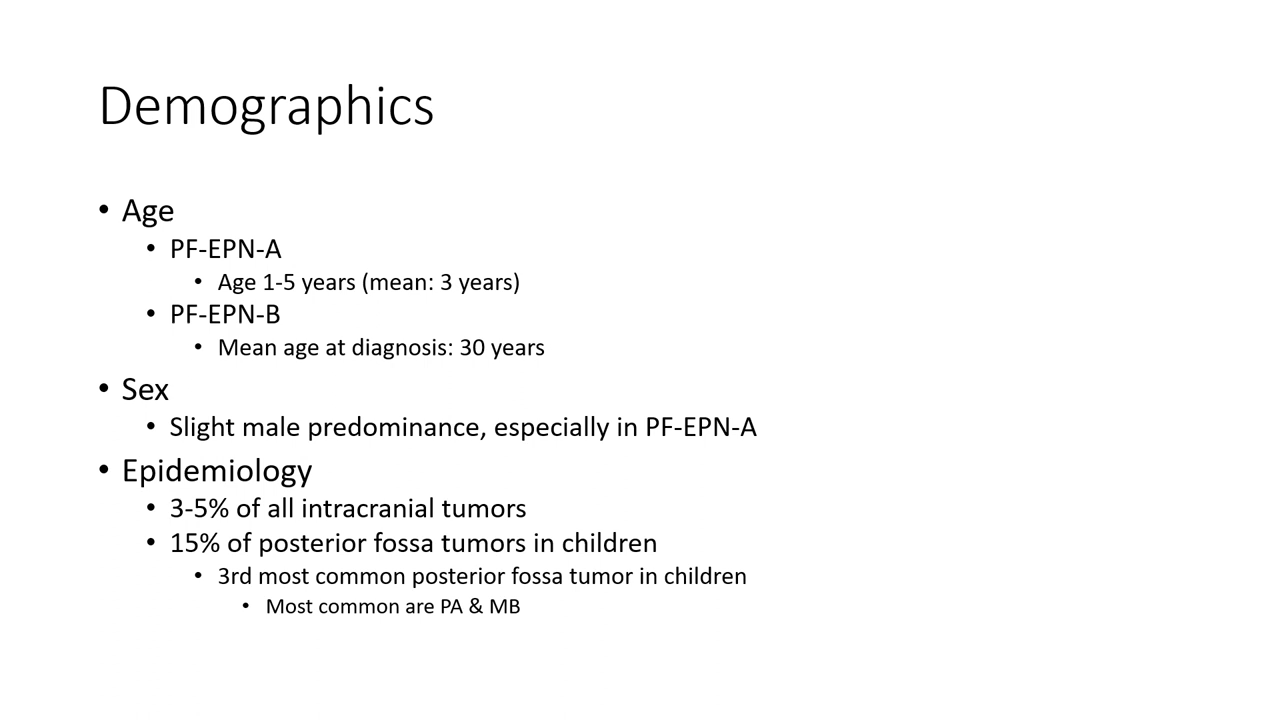 Demographics
• Age
• PF-EPN-A
• Age 1-5 years (mean: 3 years)
• PF-EPN-B
• Mean age at diagnosis: 30 years
• Sex
• Slight male predominance, especially in PF-EPN-A
• Epidemiology
• 3-5% of all intracranial tumors
• 15% of posterior fossa tumors in children
• 3rd most common posterior fossa tumor in children
• Most common are PA & MB